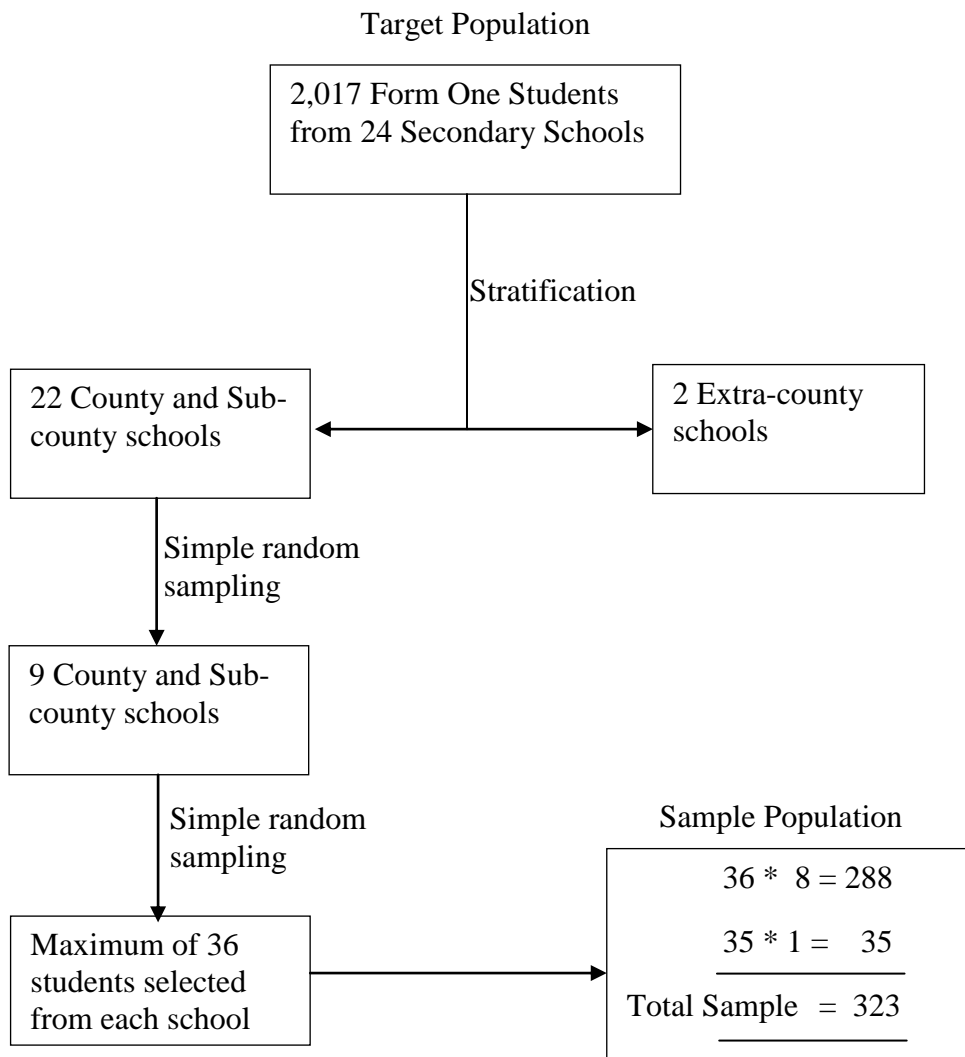 Target Population
2,017 Form One Students
from 24 Secondary Schools
Stratification
22 County and Sub-
county schools
2 Extra-county
schools
Simple random
sampling
9 County and Sub-
county schools
Simple random
sampling
Maximum of 36
students selected
from each school
Sample Population
36 * 8 = 288
35 * 1 = 35
Total Sample = 323